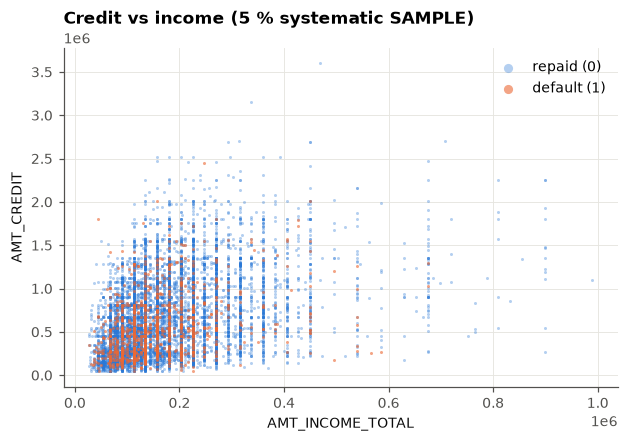 Credit vs income (5 % systematic SAMPLE)
1e6
repaid (0)
default (1)
3.5
3.0
2.5
2.0
1.5
1.0
0.5
0.0
AMT_CREDIT
0.0 0.2 0.4 0.6 0.8 1.0
1e6
AMT_INCOME_TOTAL